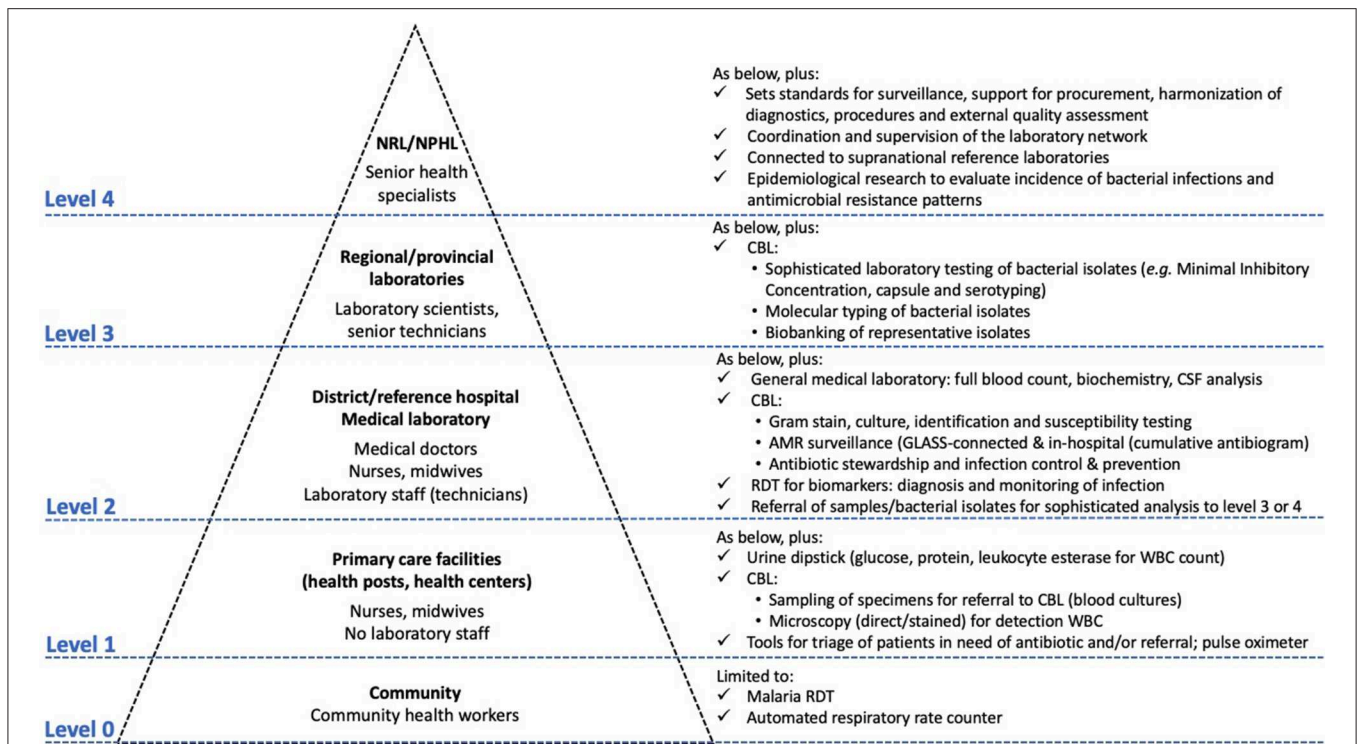 As below, plus:
✓ Sets standards for surveillance, support for procurement, harmonization of
diagnostics, procedures and external quality assessment
✓ Coordination and supervision of the laboratory network
✓ Connected to supranational reference laboratories
✓ Epidemiological research to evaluate incidence of bacterial infections and
antimicrobial resistance patterns
NRL/NPHL
Senior health
specialists
Level 4
As below, plus:
✓ CBL:
• Sophisticated laboratory testing of bacterial isolates (e.g. Minimal Inhibitory
Concentration, capsule and serotyping)
• Molecular typing of bacterial isolates
• Biobanking of representative isolates
Regional/provincial
laboratories
Laboratory scientists,
senior technicians
Level 3
As below, plus:
✓ General medical laboratory: full blood count, biochemistry, CSF analysis
✓ CBL:
• Gram stain, culture, identification and susceptibility testing
• AMR surveillance (GLASS-connected & in-hospital (cumulative antibiogram)
• Antibiotic stewardship and infection control & prevention
✓ RDT for biomarkers: diagnosis and monitoring of infection
✓ Referral of samples/bacterial isolates for sophisticated analysis to level 3 or 4
District/reference hospital
Medical laboratory
Medical doctors
Nurses, midwives
Laboratory staff (technicians)
Level 2
As below, plus:
✓ Urine dipstick (glucose, protein, leukocyte esterase for WBC count)
✓ CBL:
• Sampling of specimens for referral to CBL (blood cultures)
• Microscopy (direct/stained) for detection WBC
✓ Tools for triage of patients in need of antibiotic and/or referral; pulse oximeter
Primary care facilities
(health posts, health centers)
Nurses, midwives
No laboratory staff
Level 1
Limited to:
✓ Malaria RDT
✓ Automated respiratory rate counter
Community
Community health workers
Level 0